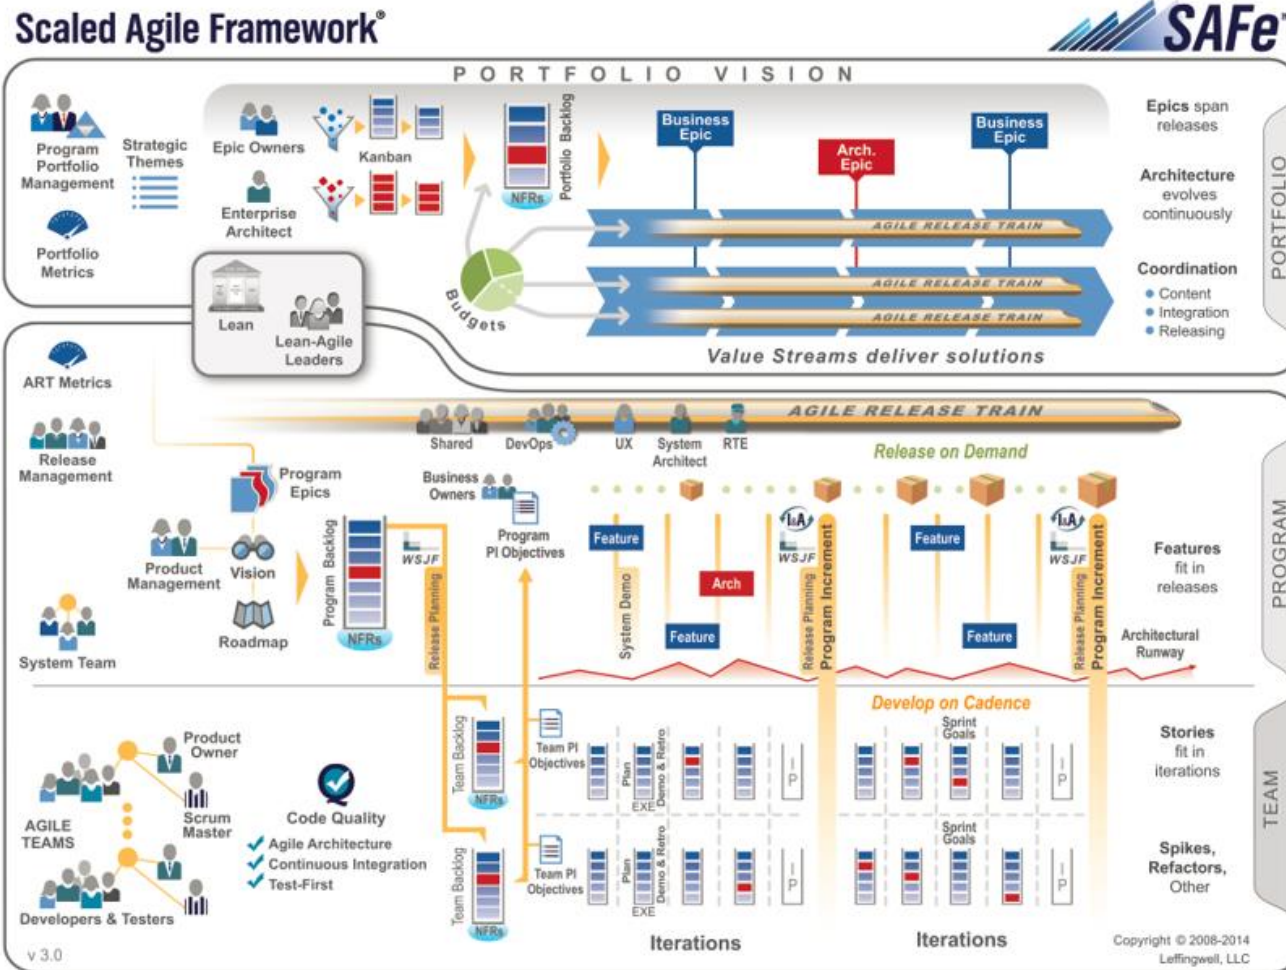 Scaled Agile Framework®
SAFe™
PORTFOLIO VISION
Program
Portfolio
Management
Strategic
Themes
Portfolio
Metrics
Epic Owners
Enterprise
Architect
Kanban
Portfolio Backlog
NFRs
Business
Epic
Arch.
Epic
Business
Epic
AGILE RELEASE TRAIN
AGILE RELEASE TRAIN
AGILE RELEASE TRAIN
Budgets
Value Streams deliver solutions
Epics span
releases
Architecture
evolves
continuously
Coordination
Content
Integration
Releasing
PORTFOLIO
Lean
Lean-Agile
Leaders
ART Metrics
Release
Management
System Team
AGILE RELEASE TRAIN
Shared
DevOps
UX
System
Architect
RTE
Release on Demand
Program
Epics
Product
Management
Vision
Roadmap
Program Backlog
NFRs
WSJF
Release Planning
Business
Owners
Program
PI Objectives
Feature
System Demo
Feature
Arch
I&A
WSJF
Release Planning
Program Increment
Feature
Feature
I&A
WSJF
Release Planning
Program Increment
Architectural
Runway
Features
fit in
releases
PROGRAM
Develop on Cadence
AGILE
TEAMS
Product
Owner
Scrum
Master
Developers & Testers
Code Quality
Agile Architecture
Continuous Integration
Test-First
Team Backlog
NFRs
Team PI
Objectives
Plan
EXE
Demo & Retro
I
P
Sprint
Goals
I
P
Team Backlog
NFRs
Team PI
Objectives
Plan
EXE
Demo & Retro
I
P
Sprint
Goals
I
P
Iterations
Iterations
Stories
fit in
iterations
Spikes,
Refactors,
Other
TEAM
v 3.0
Copyright © 2008-2014
Leffingwell, LLC